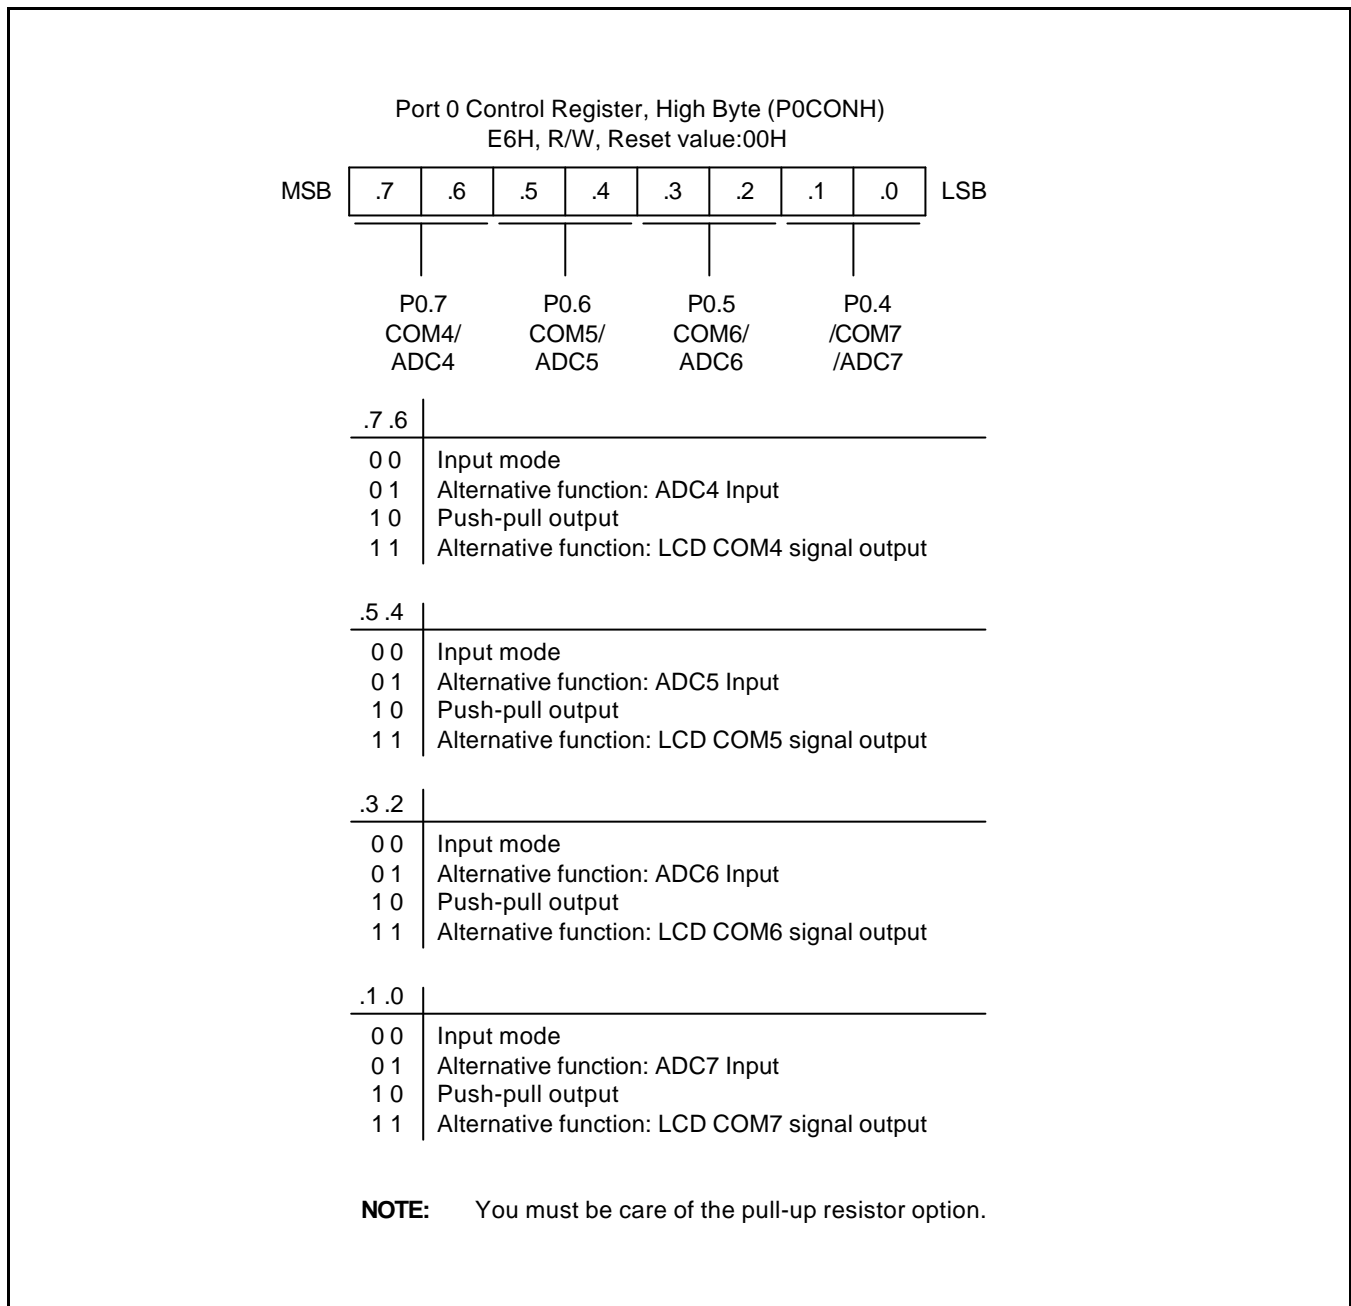 Port 0 Control Register, High Byte (P0CONH)
E6H, R/W, Reset value:00H
MSB .7 .6 .5 .4 .3 .2 .1 .0 LSB
P0.7 P0.6 P0.5 P0.4
COM4/ COM5/ COM6/ /COM7
ADC4 ADC5 ADC6 /ADC7
.7 .6
0 0 Input mode
0 1 Alternative function: ADC4 Input
1 0 Push-pull output
1 1 Alternative function: LCD COM4 signal output
.5 .4
0 0 Input mode
0 1 Alternative function: ADC5 Input
1 0 Push-pull output
1 1 Alternative function: LCD COM5 signal output
.3 .2
0 0 Input mode
0 1 Alternative function: ADC6 Input
1 0 Push-pull output
1 1 Alternative function: LCD COM6 signal output
.1 .0
0 0 Input mode
0 1 Alternative function: ADC7 Input
1 0 Push-pull output
1 1 Alternative function: LCD COM7 signal output
NOTE: You must be care of the pull-up resistor option.